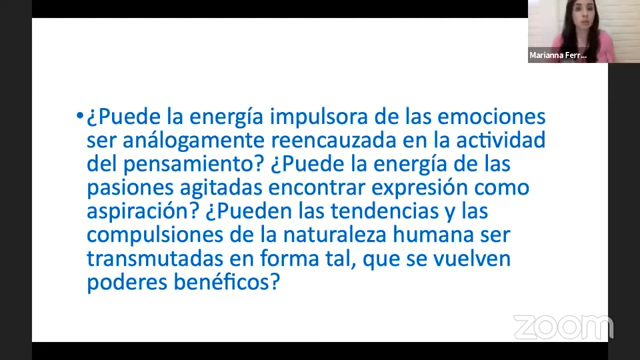 Marianna Ferr...
•¿Puede la energía impulsora de las emociones
ser análogamente reencauzada en la actividad
del pensamiento? ¿Puede la energía de las
pasiones agitadas encontrar expresión como
aspiración? ¿Pueden las tendencias y las
compulsiones de la naturaleza humana ser
transmutadas en forma tal, que se vuelven
poderes benéficos?
zoom